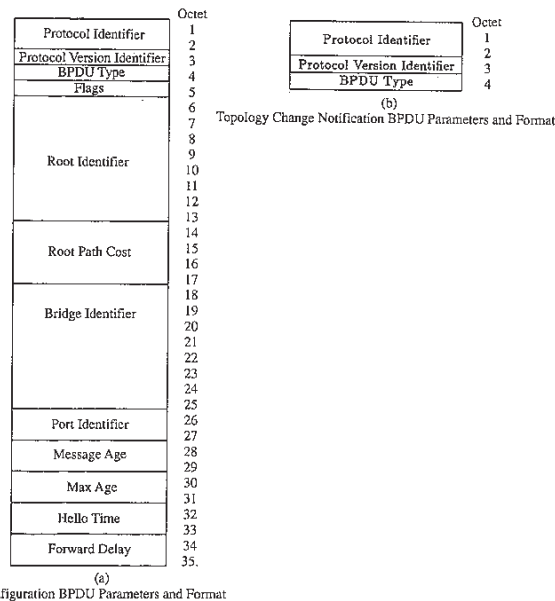 Octet
Protocol Identifier
1
2
Protocol Version Identifier
3
BPDU Type
4
Flags
5
Root Identifier
6
7
8
9
10
11
12
13
Root Path Cost
14
15
16
17
Bridge Identifier
18
19
20
21
22
23
24
25
Port Identifier
26
27
Message Age
28
29
Max Age
30
31
Hello Time
32
33
Forward Delay
34
35.
(a)
figuration BPDU Parameters and Format
Octet
Protocol Identifier
1
2
Protocol Version Identifier
3
BPDU Type
4
(b)
Topology Change Notification BPDU Parameters and Format